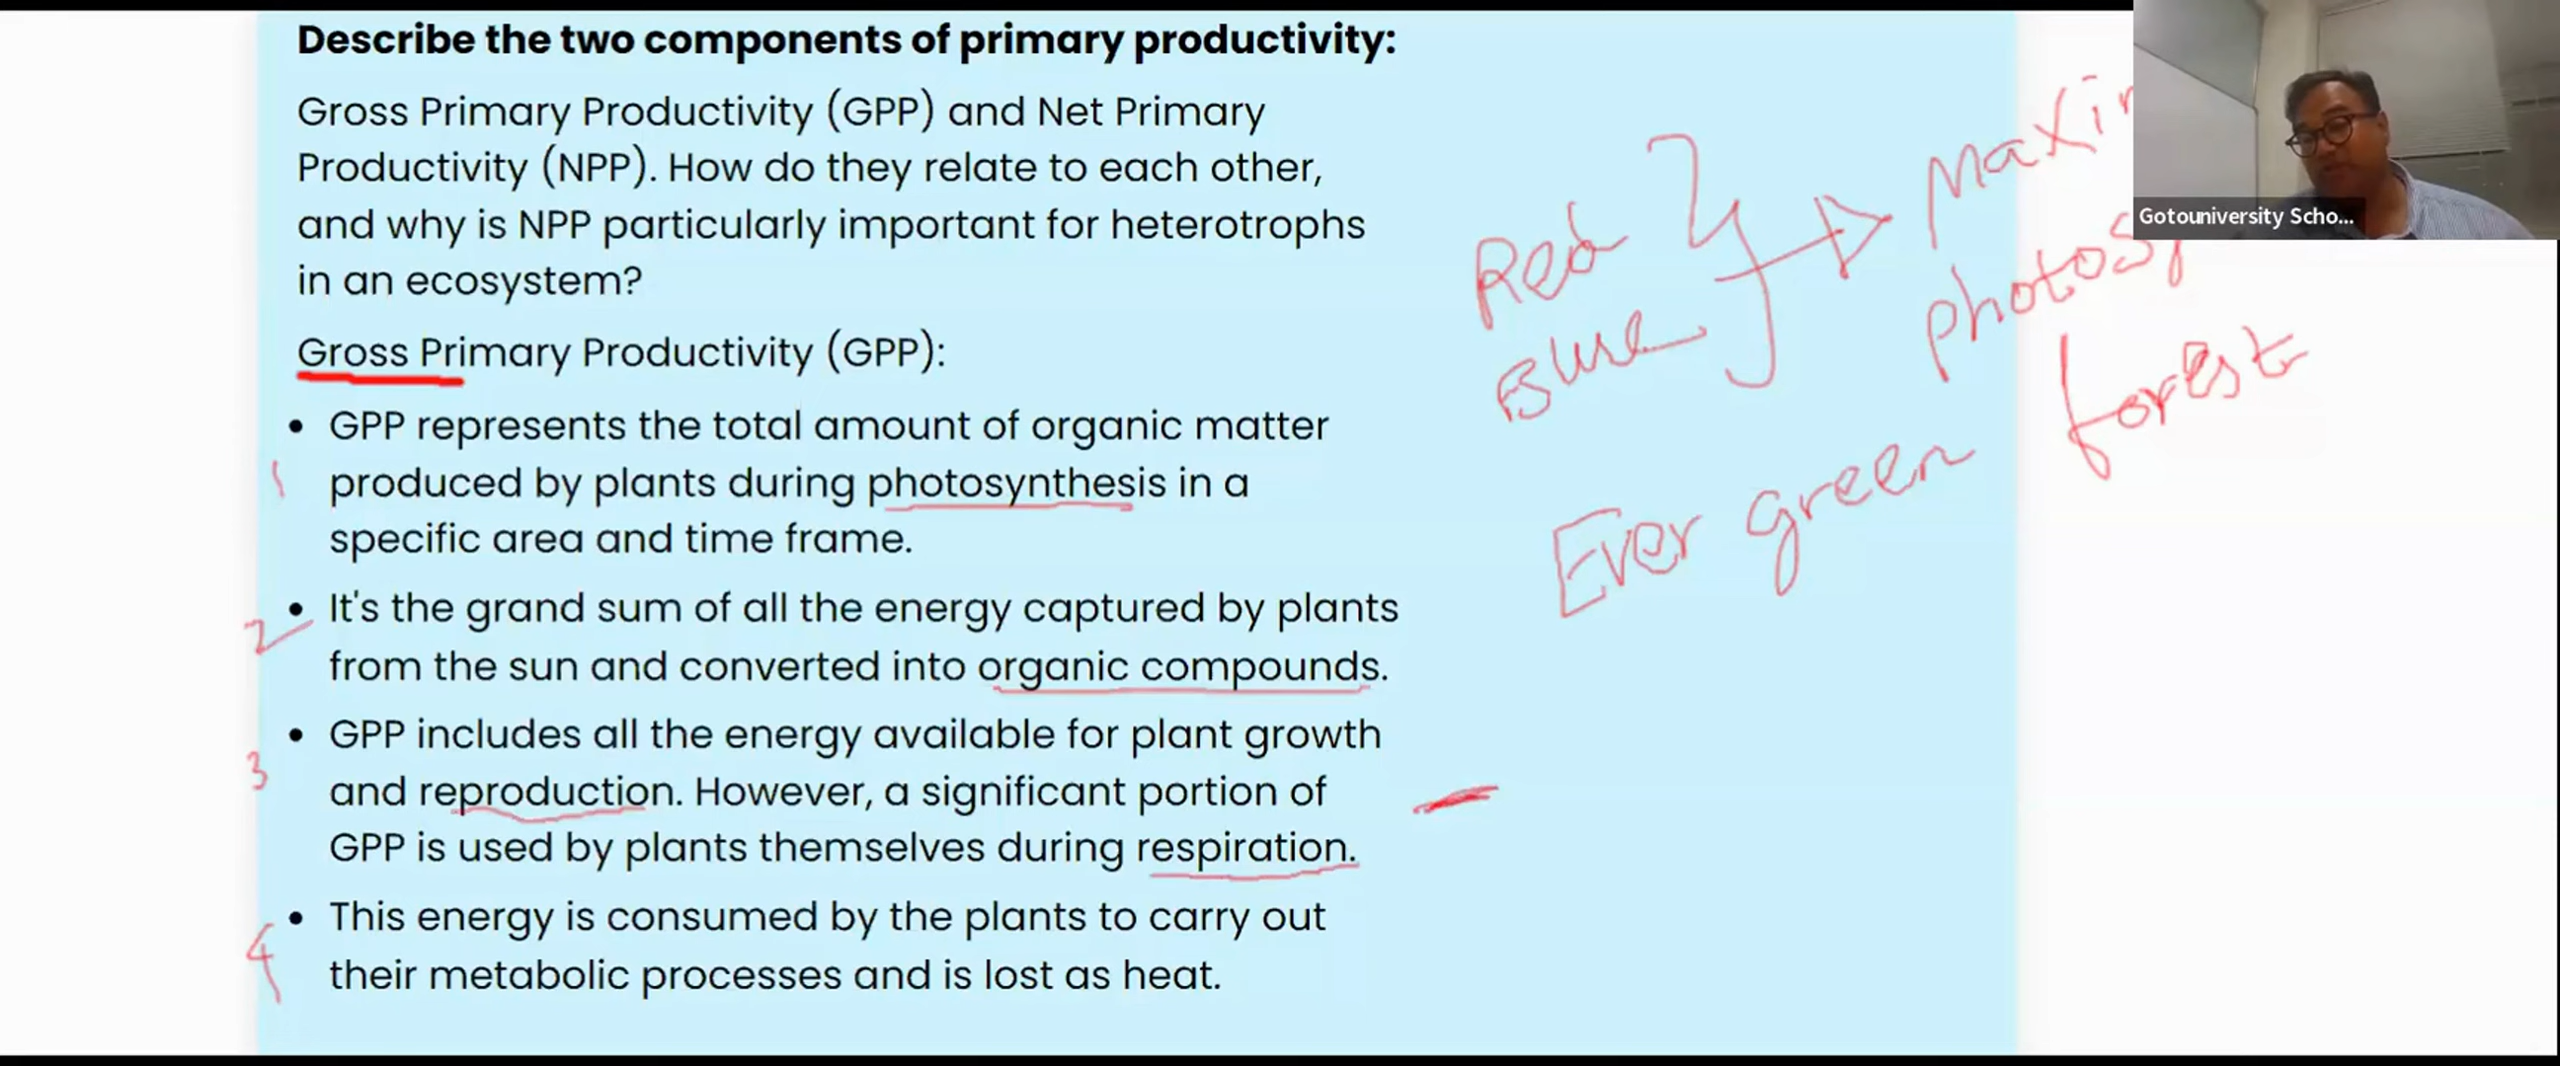 Describe the two components of primary productivity:
Gross Primary Productivity (GPP) and Net Primary
Productivity (NPP). How do they relate to each other,
and why is NPP particularly important for heterotrophs
in an ecosystem?
Gross Primary Productivity (GPP):
• GPP represents the total amount of organic matter
1 produced by plants during photosynthesis in a
specific area and time frame.
2 • It's the grand sum of all the energy captured by plants
from the sun and converted into organic compounds.
• GPP includes all the energy available for plant growth
3 and reproduction. However, a significant portion of
GPP is used by plants themselves during respiration.
4 • This energy is consumed by the plants to carry out
their metabolic processes and is lost as heat.
Red
Blue
Ever green forest
Gotouniversity Scho...